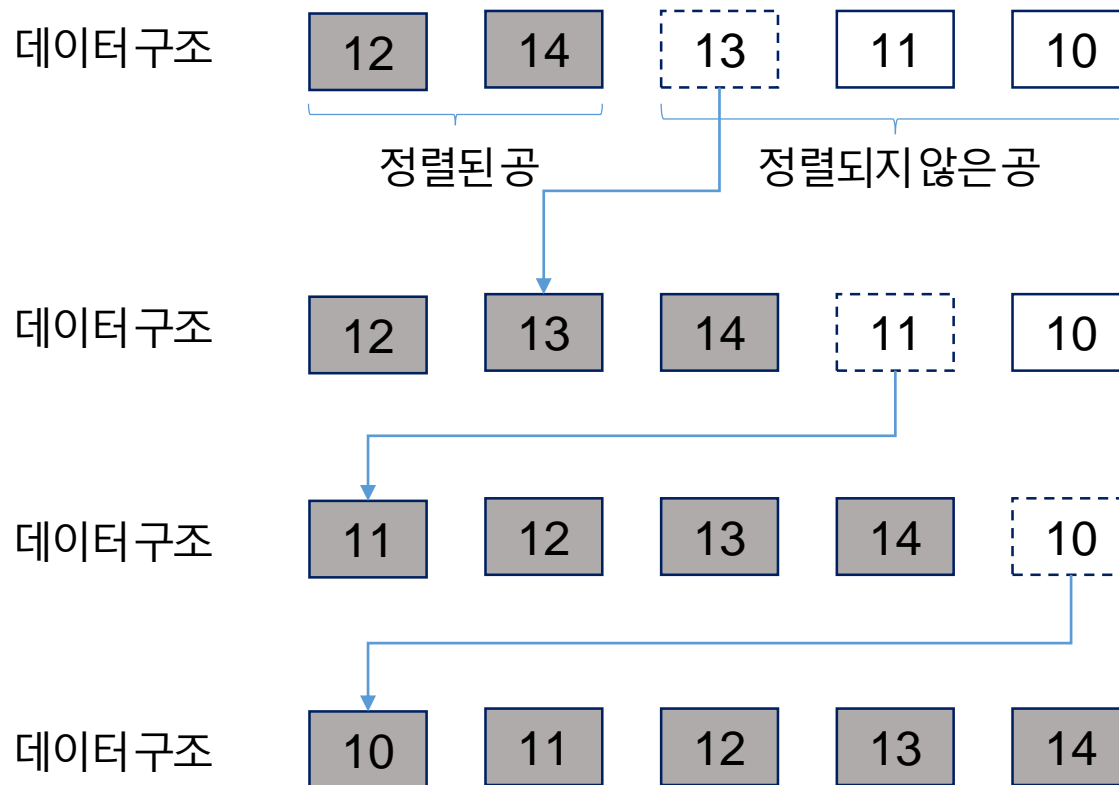 데이터 구조 12 14 13 11 10
정렬된 공 정렬되지 않은 공
데이터 구조 12 13 14 11 10
데이터 구조 11 12 13 14 10
데이터 구조 10 11 12 13 14